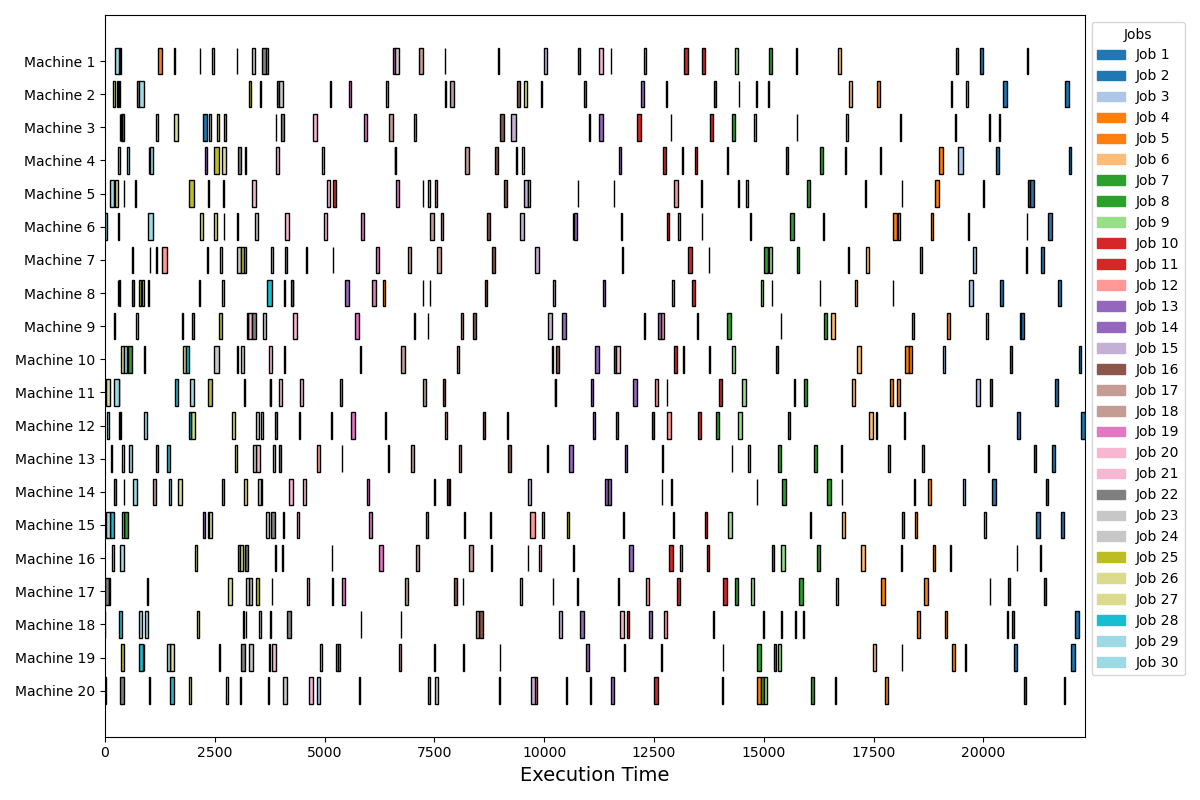 Machine 1
Machine 2
Machine 3
Machine 4
Machine 5
Machine 6
Machine 7
Machine 8
Machine 9
Machine 10
Machine 11
Machine 12
Machine 13
Machine 14
Machine 15
Machine 16
Machine 17
Machine 18
Machine 19
Machine 20
0 2500 5000 7500 10000 12500 15000 17500 20000
Execution Time
Jobs
Job 1
Job 2
Job 3
Job 4
Job 5
Job 6
Job 7
Job 8
Job 9
Job 10
Job 11
Job 12
Job 13
Job 14
Job 15
Job 16
Job 17
Job 18
Job 19
Job 20
Job 21
Job 22
Job 23
Job 24
Job 25
Job 26
Job 27
Job 28
Job 29
Job 30